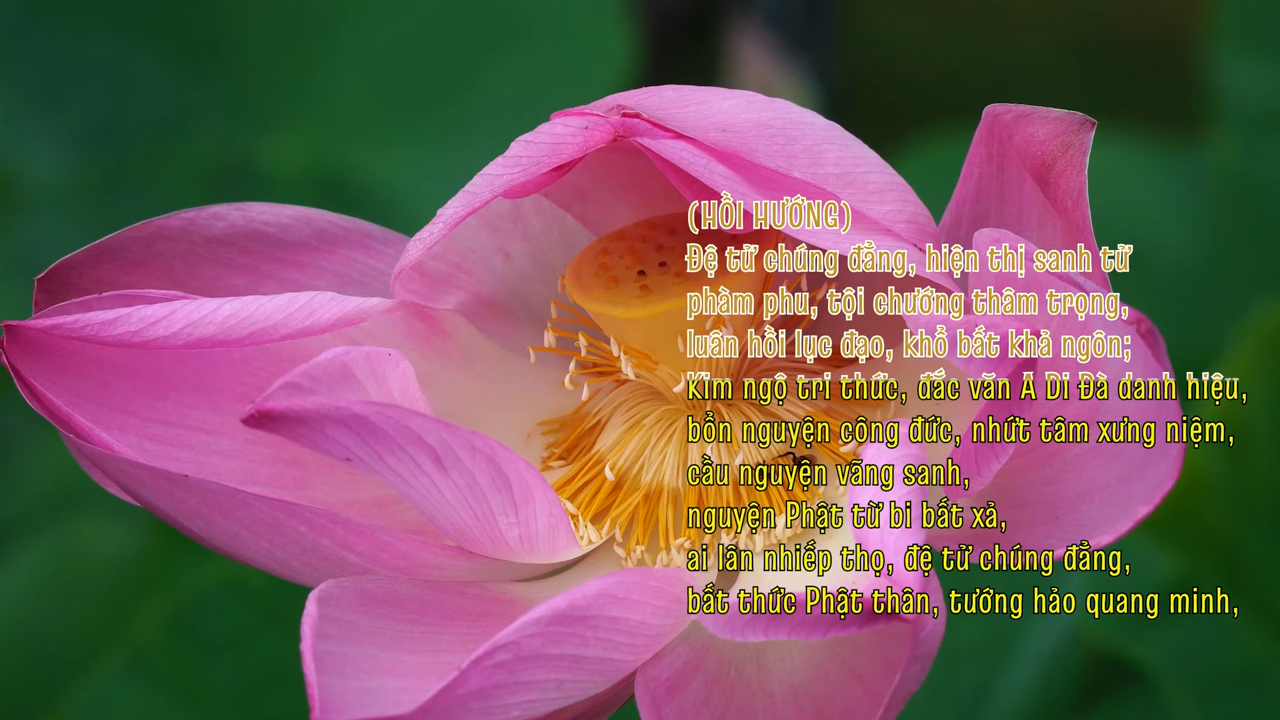 (HỒI HƯỚNG)
Đệ tử chúng đẳng, hiện thị sanh tử
phàm phu, tội chướng thâm trọng,
luân hồi lục đạo, khổ bất khả ngôn;
Kim ngộ tri thức, đắc văn A Di Đà danh hiệu,
bổn nguyện công đức, nhứt tâm xưng niệm,
cầu nguyện vãng sanh,
nguyện Phật từ bi bất xả,
ai lân nhiếp thọ, đệ tử chúng đẳng,
bất thức Phật thân, tướng hảo quang minh,